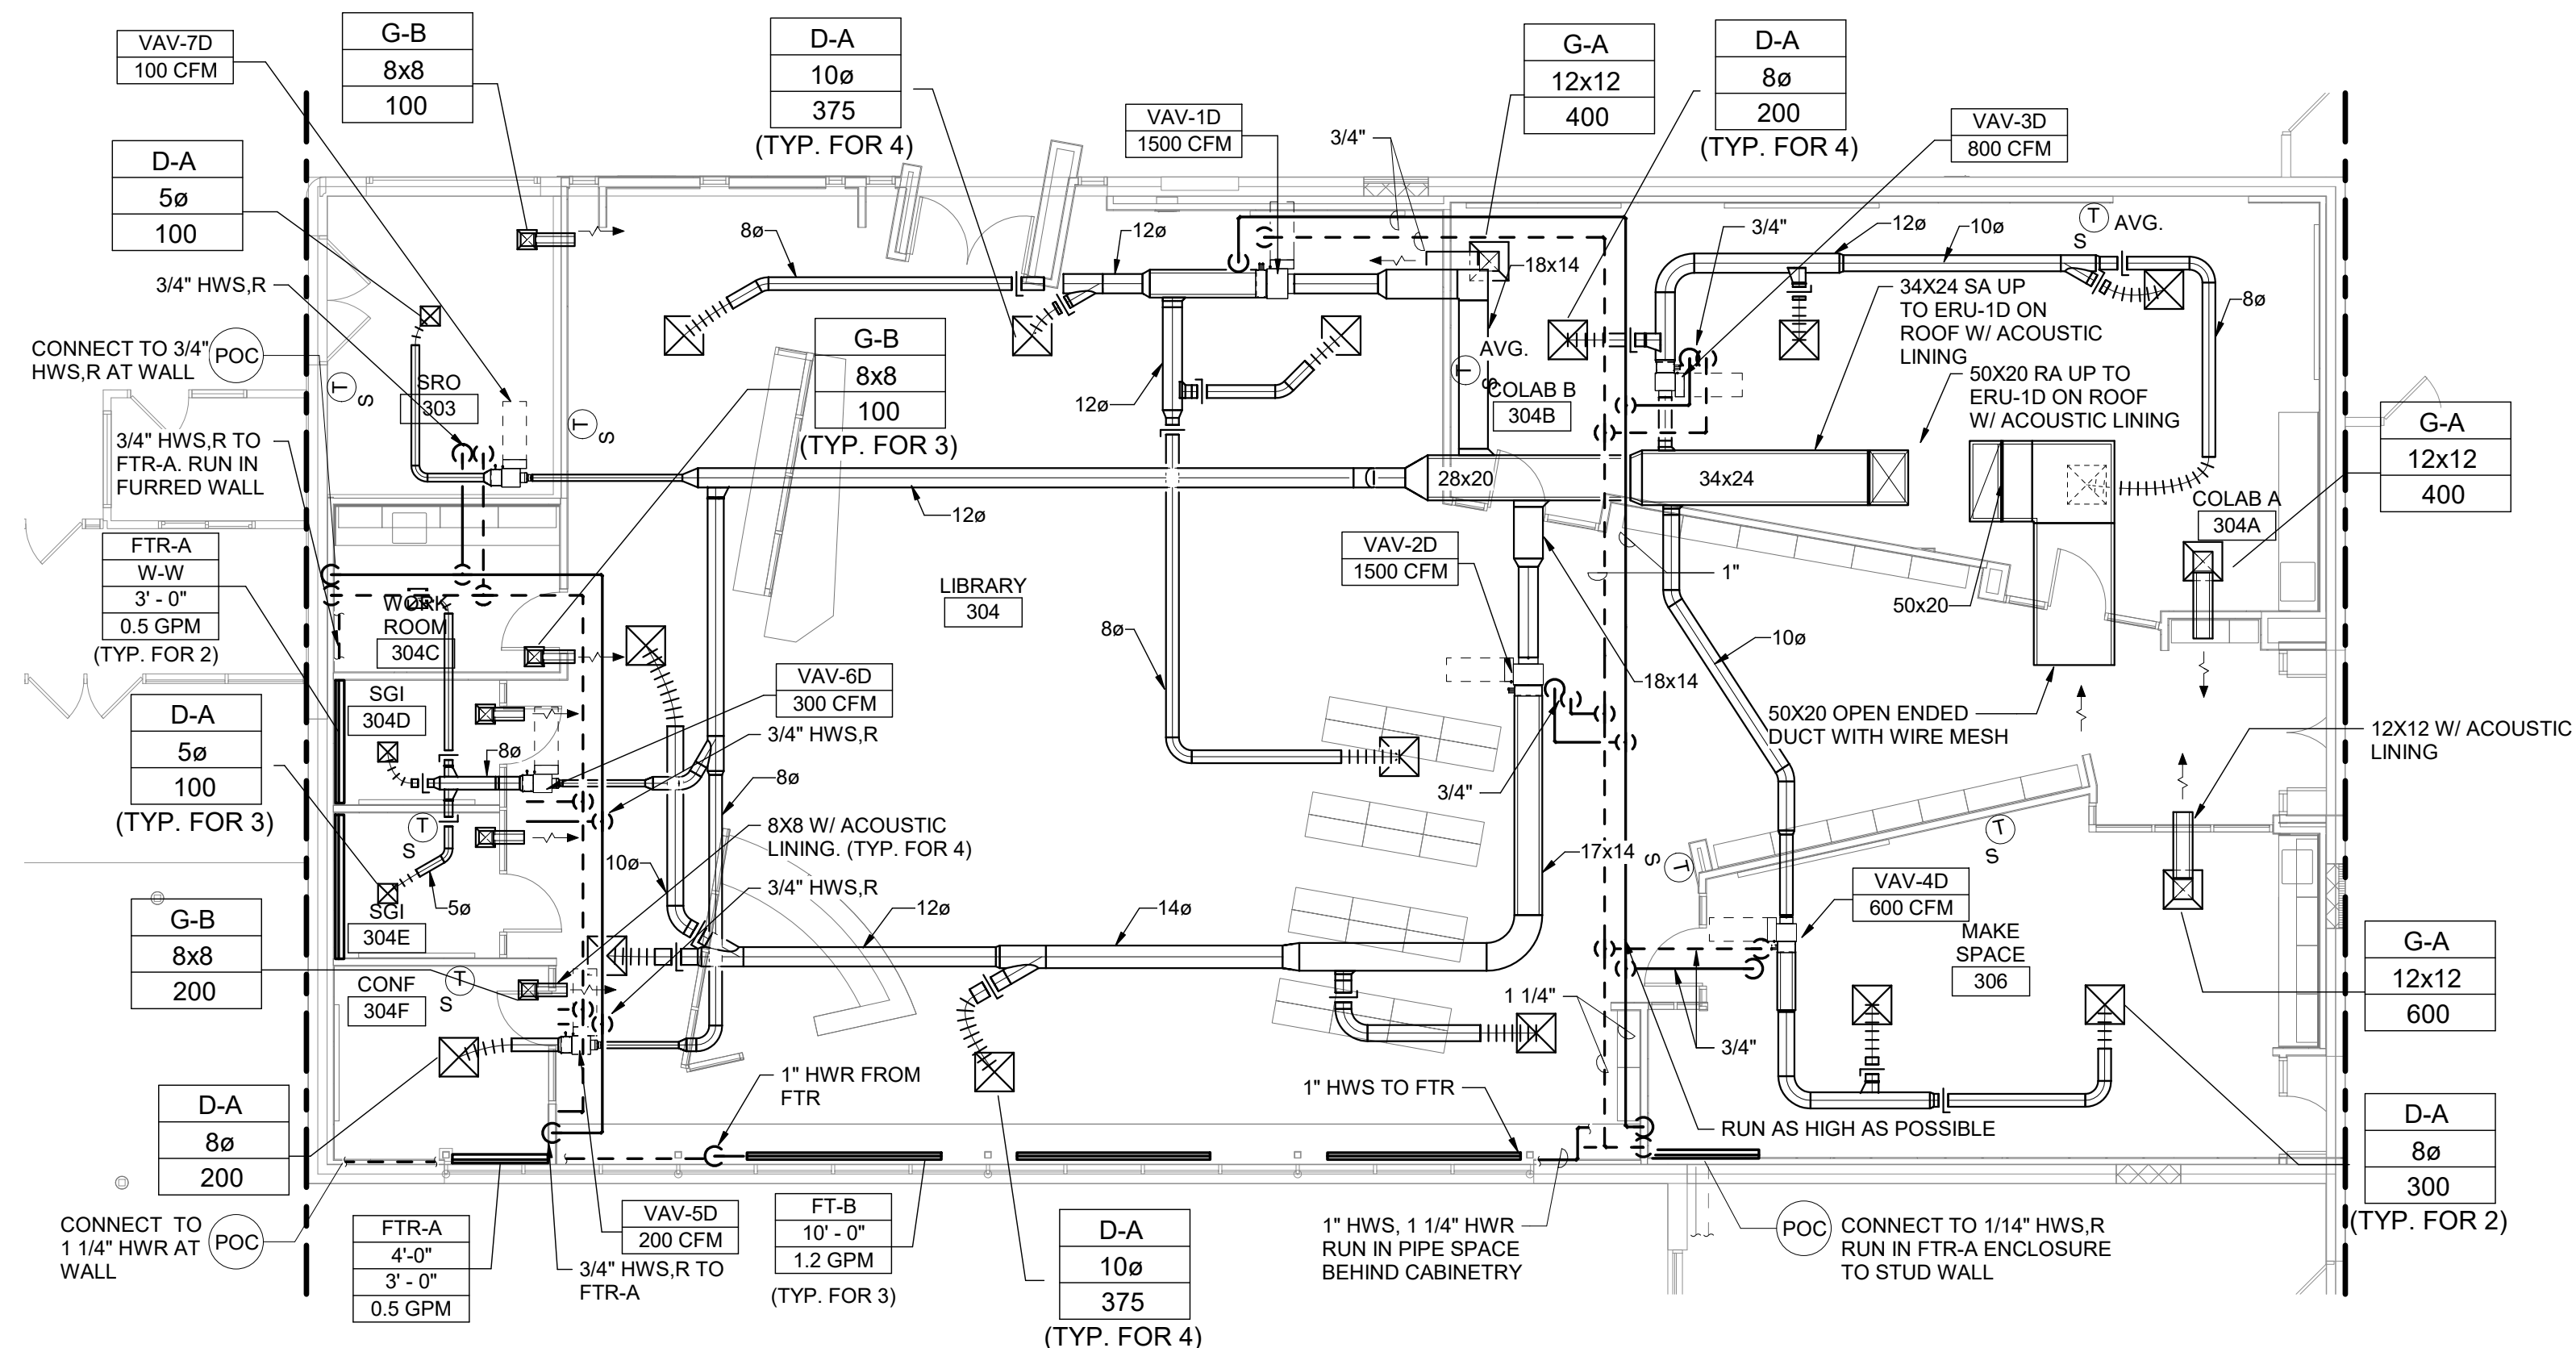 VAV-7D
100 CFM
G-B
8x8
100
D-A
10ø
375
(TYP. FOR 4)
VAV-1D
1500 CFM
3/4"
G-A
12x12
400
D-A
8ø
200
(TYP. FOR 4)
VAV-3D
800 CFM
D-A
5ø
100
3/4" HWS,R
8ø
12ø
18x14
3/4"
12ø
10ø
T
S
AVG.
34X24 SA UP
TO ERU-1D ON
ROOF W/ ACOUSTIC
LINING
8ø
CONNECT TO 3/4"
HWS,R AT WALL
POC
T
S
SRO
303
T
S
G-B
8x8
100
(TYP. FOR 3)
12ø
AVG.
T
S
COLAB B
304B
50X20 RA UP TO
ERU-1D ON ROOF
W/ ACOUSTIC LINING
G-A
12x12
400
3/4" HWS,R TO
FTR-A. RUN IN
FURRED WALL
28x20
34x24
12ø
COLAB A
304A
FTR-A
W-W
3' - 0"
0.5 GPM
(TYP. FOR 2)
VAV-2D
1500 CFM
1"
LIBRARY
304
50x20
WORK
ROOM
304C
8ø
10ø
VAV-6D
300 CFM
3/4" HWS,R
18x14
SGI
304D
D-A
5ø
100
(TYP. FOR 3)
8ø
8ø
3/4"
50X20 OPEN ENDED
DUCT WITH WIRE MESH
12X12 W/ ACOUSTIC
LINING
T
S
8X8 W/ ACOUSTIC
LINING. (TYP. FOR 4)
10ø
3/4" HWS,R
17x14
T
S
T
S
VAV-4D
600 CFM
5ø
SGI
304E
12ø
14ø
G-B
8x8
200
MAKE
SPACE
306
G-A
12x12
600
CONF
304F
T
S
1 1/4"
3/4"
1" HWR FROM
FTR
1" HWS TO FTR
RUN AS HIGH AS POSSIBLE
D-A
8ø
200
D-A
8ø
300
(TYP. FOR 2)
CONNECT TO
1 1/4" HWR AT
WALL
POC
FTR-A
4'-0"
3' - 0"
0.5 GPM
VAV-5D
200 CFM
3/4" HWS,R TO
FTR-A
FT-B
10' - 0"
1.2 GPM
(TYP. FOR 3)
D-A
10ø
375
(TYP. FOR 4)
1" HWS, 1 1/4" HWR
RUN IN PIPE SPACE
BEHIND CABINETRY
POC
CONNECT TO 1/14" HWS,R
RUN IN FTR-A ENCLOSURE
TO STUD WALL